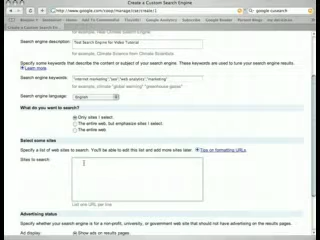 Create a Custom Search Engine
http://www.google.com/coop/manage/cse/create/1
google cusearch
Search engine description:
Test Search Engine for Video Tutorial
for example, Climate Science from Climate Scientists
Specify some keywords that describe the content or subject of your search engine. These keywords are used to tune your search engine results.
Learn more.
Search engine keywords:
for example, climate "global warming" "greenhouse gases"
Search engine language:
English
What do you want to search?
Only sites I select.
The entire web, but emphasize sites I select.
The entire web.
Select some sites
Specify a list of web sites to search. You'll be able to edit this list and add more sites later.
Tips on formatting URLs.
Sites to search:
List one URL per line.
Advertising status
Specify whether your search engine is for a non-profit, university, or government web site that should not have advertising on the results pages.
Ad display:
Show ads on results pages.